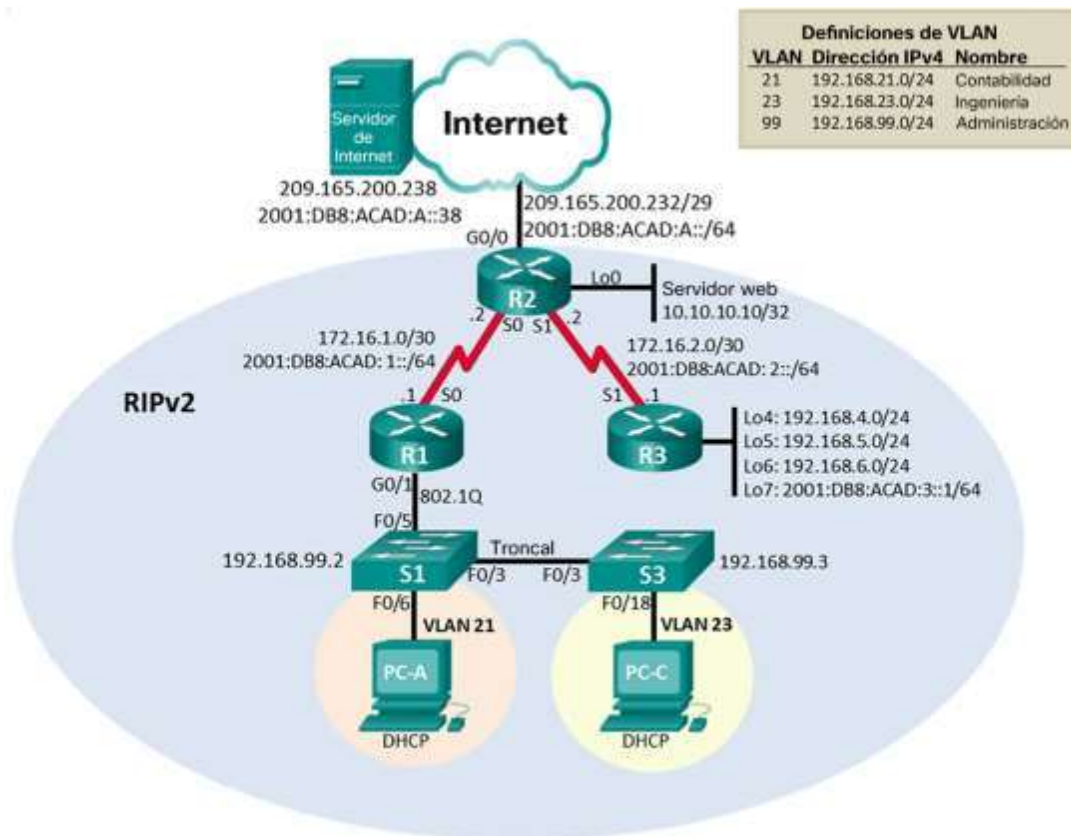 Definiciones de VLAN
VLAN Dirección IPv4 Nombre
21 192.168.21.0/24 Contabilidad
23 192.168.23.0/24 Ingeniería
99 192.168.99.0/24 Administración
Servidor
de
Internet
Internet
209.165.200.238
2001:DB8:ACAD:A::38
209.165.200.232/29
2001:DB8:ACAD:A::/64
G0/0
R2
Lo0
Servidor web
10.10.10.10/32
.2
S0
S1
.2
172.16.1.0/30
2001:DB8:ACAD: 1::/64
172.16.2.0/30
2001:DB8:ACAD: 2::/64
RIPv2
.1
S0
S1
.1
R1
R3
Lo4: 192.168.4.0/24
Lo5: 192.168.5.0/24
Lo6: 192.168.6.0/24
Lo7: 2001:DB8:ACAD:3::1/64
G0/1
802.1Q
F0/5
192.168.99.2
S1
Troncal
F0/3
F0/3
S3
192.168.99.3
F0/6
F0/18
VLAN 21
VLAN 23
PC-A
PC-C
DHCP
DHCP